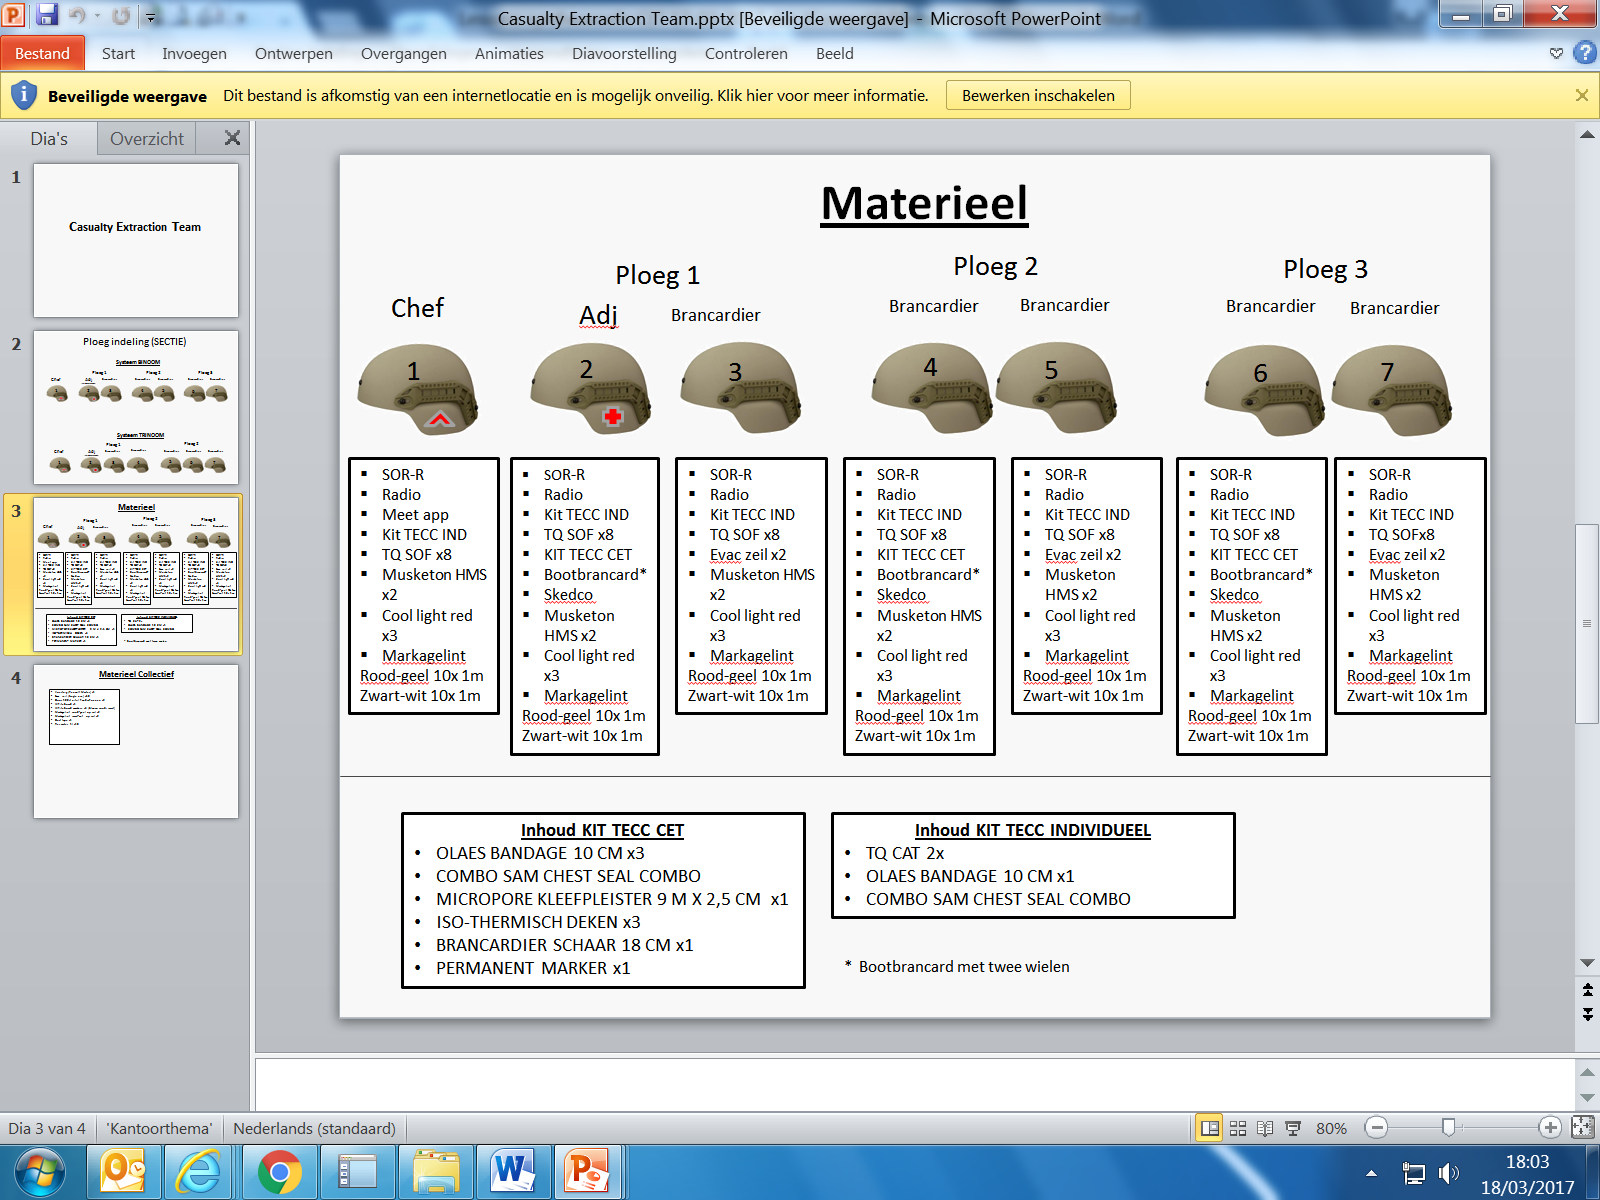 Casualty Extraction Team.pptx [Beveiligde weergave] - Microsoft PowerPoint
Bestand Start Invoegen Ontwerpen Overgangen Animaties Diavoorstelling Controleren Beeld
Beveiligde weergave Dit bestand is afkomstig van een internetlocatie en is mogelijk onveilig. Klik hier voor meer informatie. Bewerken inschakelen
Dia's Overzicht
1
Casualty Extraction Team
2
Ploeg indeling (SECTIE)
Systeem BINOOM
Systeem TRINOOM
3
Materieel
4
Materieel Collectief
Materieel
Ploeg 1 Ploeg 2 Ploeg 3
Chef Adj Brancardier Brancardier Brancardier Brancardier Brancardier
1 2 3 4 5 6 7
▪ SOR-R
▪ Radio
▪ Meet app
▪ Kit TECC IND
▪ TQ SOF x8
▪ Musketon HMS
x2
▪ Cool light red
x3
▪ Markagelint
Rood-geel 10x 1m
Zwart-wit 10x 1m
▪ SOR-R
▪ Radio
▪ Kit TECC IND
▪ TQ SOF x8
▪ KIT TECC CET
▪ Bootbrancard*
▪ Skedco
▪ Musketon
HMS x2
▪ Cool light red
x3
▪ Markagelint
Rood-geel 10x 1m
Zwart-wit 10x 1m
▪ SOR-R
▪ Radio
▪ Kit TECC IND
▪ TQ SOF x8
▪ Evac zeil x2
▪ Musketon HMS
x2
▪ Cool light red
x3
▪ Markagelint
Rood-geel 10x 1m
Zwart-wit 10x 1m
▪ SOR-R
▪ Radio
▪ Kit TECC IND
▪ TQ SOF x8
▪ KIT TECC CET
▪ Bootbrancard*
▪ Skedco
▪ Musketon HMS
x2
▪ Cool light red
x3
▪ Markagelint
Rood-geel 10x 1m
Zwart-wit 10x 1m
▪ SOR-R
▪ Radio
▪ Kit TECC IND
▪ TQ SOF x8
▪ Evac zeil x2
▪ Musketon
HMS x2
▪ Cool light red
x3
▪ Markagelint
Rood-geel 10x 1m
Zwart-wit 10x 1m
▪ SOR-R
▪ Radio
▪ Kit TECC IND
▪ TQ SOF x8
▪ KIT TECC CET
▪ Bootbrancard*
▪ Skedco
▪ Musketon
HMS x2
▪ Cool light red
x3
▪ Markagelint
Rood-geel 10x 1m
Zwart-wit 10x 1m
▪ SOR-R
▪ Radio
▪ Kit TECC IND
▪ TQ SOFx8
▪ Evac zeil x2
▪ Musketon
HMS x2
▪ Cool light red
x3
▪ Markagelint
Rood-geel 10x 1m
Zwart-wit 10x 1m
Inhoud KIT TECC CET
• OLAES BANDAGE 10 CM x3
• COMBO SAM CHEST SEAL COMBO
• MICROPORE KLEEFPLEISTER 9 M X 2,5 CM x1
• ISO-THERMISCH DEKEN x3
• BRANCARDIER SCHAAR 18 CM x1
• PERMANENT MARKER x1
Inhoud KIT TECC INDIVIDUEEL
• TQ CAT 2x
• OLAES BANDAGE 10 CM x1
• COMBO SAM CHEST SEAL COMBO
* Bootbrancard met twee wielen
Dia 3 van 4 'Kantoorthema' Nederlands (standaard) 80%
18:03
18/03/2017